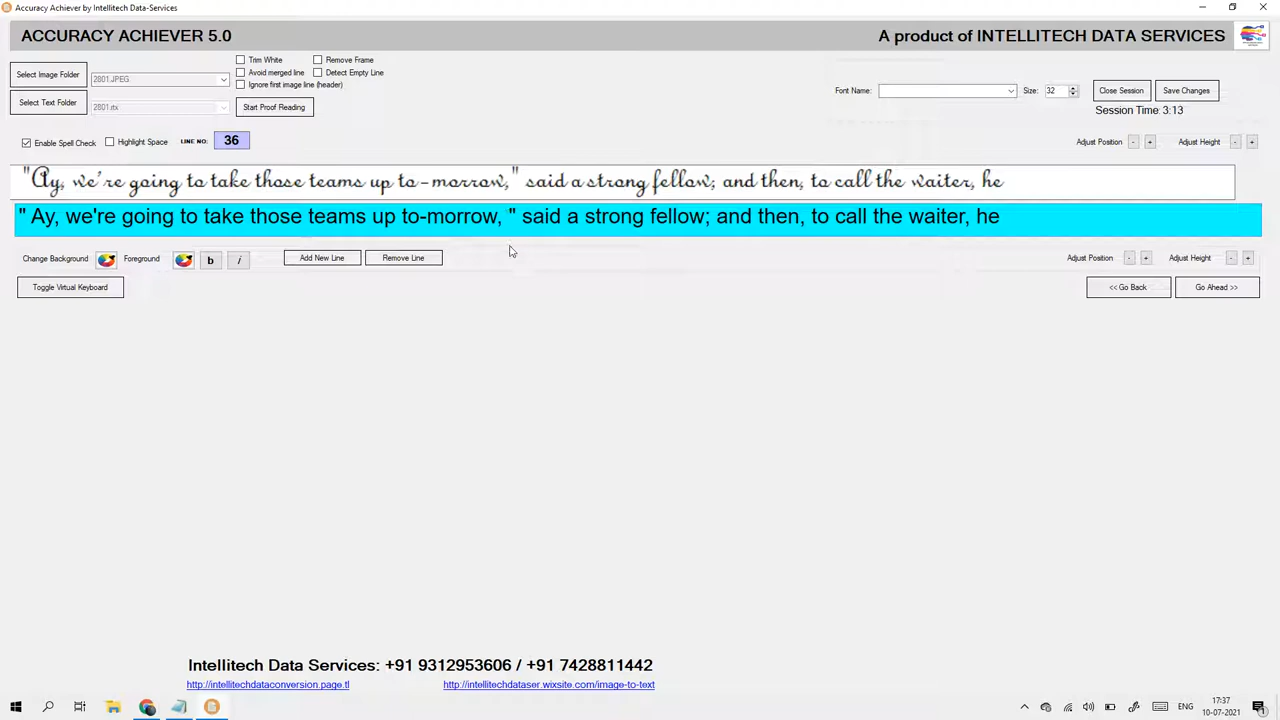 Accuracy Achiever by Intellitech Data-Services
ACCURACY ACHIEVER 5.0
A product of INTELLITECH DATA SERVICES
Select Image Folder
2801.JPEG
Trim White
Remove Frame
Avoid merged line
Detect Empty Line
Ignore first image line (header)
Select Text Folder
2801.rtx
Start Proof Reading
Font Name:
Size: 32
Close Session
Save Changes
Session Time: 3:13
Enable Spell Check
Highlight Space
LINE NO: 36
Adjust Position - +
Adjust Height - +
"Ay, we're going to take those teams up to-morrow," said a strong fellow; and then, to call the waiter, he
" Ay, we're going to take those teams up to-morrow, " said a strong fellow; and then, to call the waiter, he
Change Background
Foreground
b
i
Add New Line
Remove Line
Adjust Position - +
Adjust Height - +
Toggle Virtual Keyboard
<< Go Back
Go Ahead >>
Intellitech Data Services: +91 9312953606 / +91 7428811442
http://intellitechdataconversion.page.tl
http://intellitechdataser.wixsite.com/image-to-text
ENG
17:37
10-07-2021